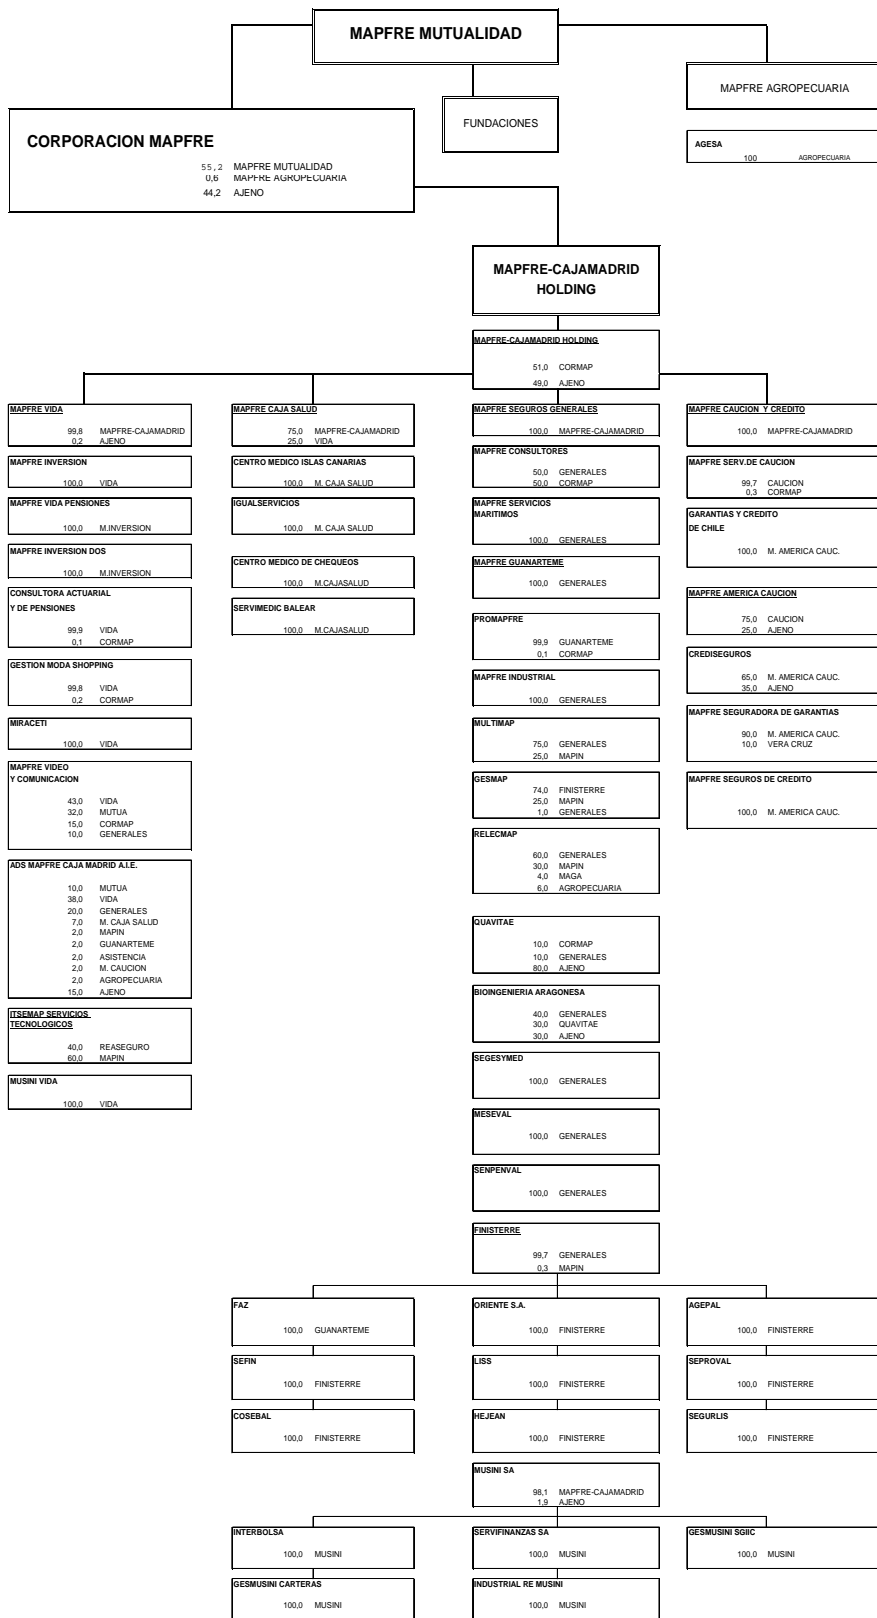 MAPFRE MUTUALIDAD
MAPFRE AGROPECUARIA
FUNDACIONES
CORPORACION MAPFRE
55,2 MAPFRE MUTUALIDAD
0,6 MAPFRE AGROPECUARIA
44,2 AJENO
AGESA
100 AGROPECUARIA
MAPFRE-CAJAMADRID
HOLDING
MAPFRE-CAJAMADRID HOLDING
51,0 CORMAP
49,0 AJENO
MAPFRE VIDA
99,8 MAPFRE-CAJAMADRID
0,2 AJENO
MAPFRE INVERSION
100,0 VIDA
MAPFRE VIDA PENSIONES
100,0 M.INVERSION
MAPFRE INVERSION DOS
100,0 M.INVERSION
CONSULTORA ACTUARIAL
Y DE PENSIONES
99,9 VIDA
0,1 CORMAP
GESTION MODA SHOPPING
99,8 VIDA
0,2 CORMAP
MIRACETI
100,0 VIDA
MAPFRE VIDEO
Y COMUNICACION
43,0 VIDA
32,0 MUTUA
15,0 CORMAP
10,0 GENERALES
ADS MAPFRE CAJA MADRID A.I.E.
10,0 MUTUA
38,0 VIDA
20,0 GENERALES
7,0 M. CAJA SALUD
2,0 MAPIN
2,0 GUANARTEME
2,0 ASISTENCIA
2,0 M. CAUCION
2,0 AGROPECUARIA
15,0 AJENO
ITSEMAP SERVICIOS
TECNOLOGICOS
40,0 REASEGURO
60,0 MAPIN
MUSINI VIDA
100,0 VIDA
MAPFRE CAJA SALUD
75,0 MAPFRE-CAJAMADRID
25,0 VIDA
CENTRO MEDICO ISLAS CANARIAS
100,0 M. CAJA SALUD
IGUALSERVICIOS
100,0 M. CAJA SALUD
CENTRO MEDICO DE CHEQUEOS
100,0 M.CAJASALUD
SERVIMEDIC BALEAR
100,0 M.CAJASALUD
MAPFRE SEGUROS GENERALES
100,0 MAPFRE-CAJAMADRID
MAPFRE CONSULTORES
50,0 GENERALES
50,0 CORMAP
MAPFRE SERVICIOS
MARITIMOS
100,0 GENERALES
MAPFRE GUANARTEME
100,0 GENERALES
PROMAPFRE
99,9 GUANARTEME
0,1 CORMAP
MAPFRE INDUSTRIAL
100,0 GENERALES
MULTIMAP
75,0 GENERALES
25,0 MAPIN
GESMAP
74,0 FINISTERRE
25,0 MAPIN
1,0 GENERALES
RELECMAP
60,0 GENERALES
30,0 MAPIN
4,0 MAGA
6,0 AGROPECUARIA
QUAVITAE
10,0 CORMAP
10,0 GENERALES
80,0 AJENO
BIOINGENIERIA ARAGONESA
40,0 GENERALES
30,0 QUAVITAE
30,0 AJENO
SEGESYMED
100,0 GENERALES
MESEVAL
100,0 GENERALES
SENPENVAL
100,0 GENERALES
FINISTERRE
99,7 GENERALES
0,3 MAPIN
MAPFRE CAUCION Y CREDITO
100,0 MAPFRE-CAJAMADRID
MAPFRE SERV.DE CAUCION
99,7 CAUCION
0,3 CORMAP
GARANTIAS Y CREDITO
DE CHILE
100,0 M. AMERICA CAUC.
MAPFRE AMERICA CAUCION
75,0 CAUCION
25,0 AJENO
CREDISEGUROS
65,0 M. AMERICA CAUC.
35,0 AJENO
MAPFRE SEGURADORA DE GARANTIAS
90,0 M. AMERICA CAUC.
10,0 VERA CRUZ
MAPFRE SEGUROS DE CREDITO
100,0 M. AMERICA CAUC.
FAZ
100,0 GUANARTEME
ORIENTE S.A.
100,0 FINISTERRE
AGEPAL
100,0 FINISTERRE
SEFIN
100,0 FINISTERRE
LISS
100,0 FINISTERRE
SEPROVAL
100,0 FINISTERRE
COSEBAL
100,0 FINISTERRE
HEJEAN
100,0 FINISTERRE
SEGURLIS
100,0 FINISTERRE
MUSINI SA
98,1 MAPFRE-CAJAMADRID
1,9 AJENO
INTERBOLSA
100,0 MUSINI
SERVIFINANZAS SA
100,0 MUSINI
GESMUSINI SGIIC
100,0 MUSINI
GESMUSINI CARTERAS
100,0 MUSINI
INDUSTRIAL RE MUSINI
100,0 MUSINI